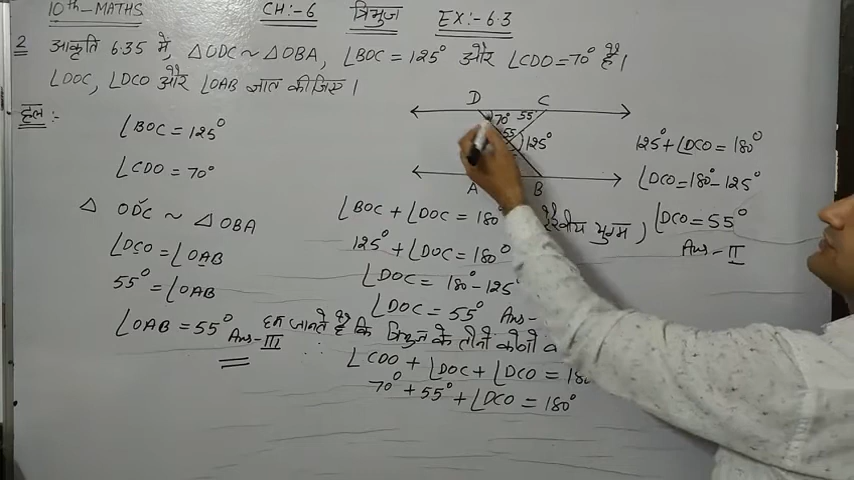 10th-MATHS CH:-6 त्रिभुज EX:-6.3
2 आकृति 6.35 में, △ODC ~ △OBA, ∠BOC = 125° और ∠CDO = 70° है।
∠DOC, ∠DCO और ∠OAB ज्ञात कीजिए।
हल :-
∠BOC = 125°
∠CDO = 70°
△ ODC ~ △OBA
∠DCO = ∠OAB
55° = ∠OAB
∠OAB = 55° Ans-III
D C
70° 55°
55 125°
A B
∠BOC + ∠DOC = 180° रैखीय युग्म)
125° + ∠DOC = 180°
∠DOC = 180°-125°
∠DOC = 55° Ans-
हम जानते है कि त्रिभुज के तीनों कोणों
∠CDO + ∠DOC + ∠DCO = 18
70° + 55° + ∠DCO = 180°
125° + ∠DCO = 180°
∠DCO = 180°-125°
∠DCO = 55°
Ans-II